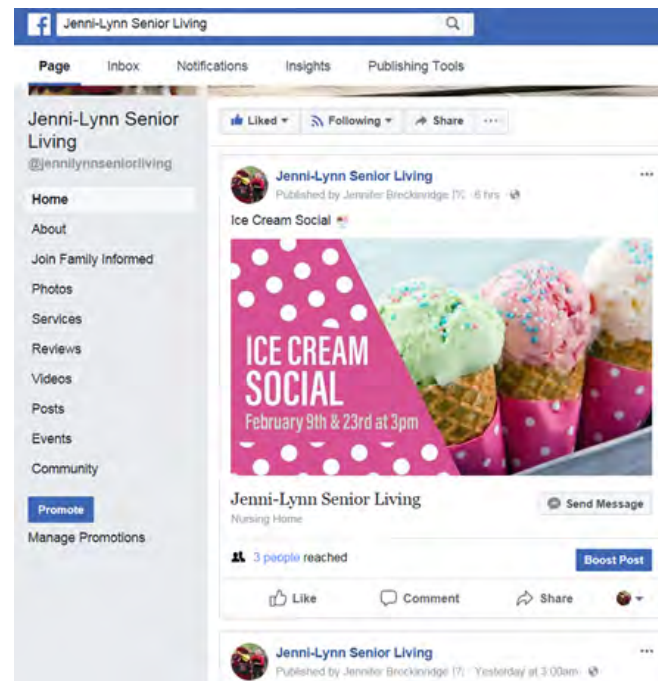 Jenni-Lynn Senior Living
Page Inbox Notifications Insights Publishing Tools
Jenni-Lynn Senior
Living
@jennilynnseniorliving
Home
About
Join Family Informed
Photos
Services
Reviews
Videos
Posts
Events
Community
Promote
Manage Promotions
Liked Following Share
Jenni-Lynn Senior Living
Published by Jennifer Breckinridge [?] · 6 hrs ·
Ice Cream Social
ICE CREAM
SOCIAL
February 9th & 23rd at 3pm
Jenni-Lynn Senior Living
Nursing Home
Send Message
3 people reached
Boost Post
Like Comment Share
Jenni-Lynn Senior Living
Published by Jennifer Breckinridge [?] · Yesterday at 3:00am ·